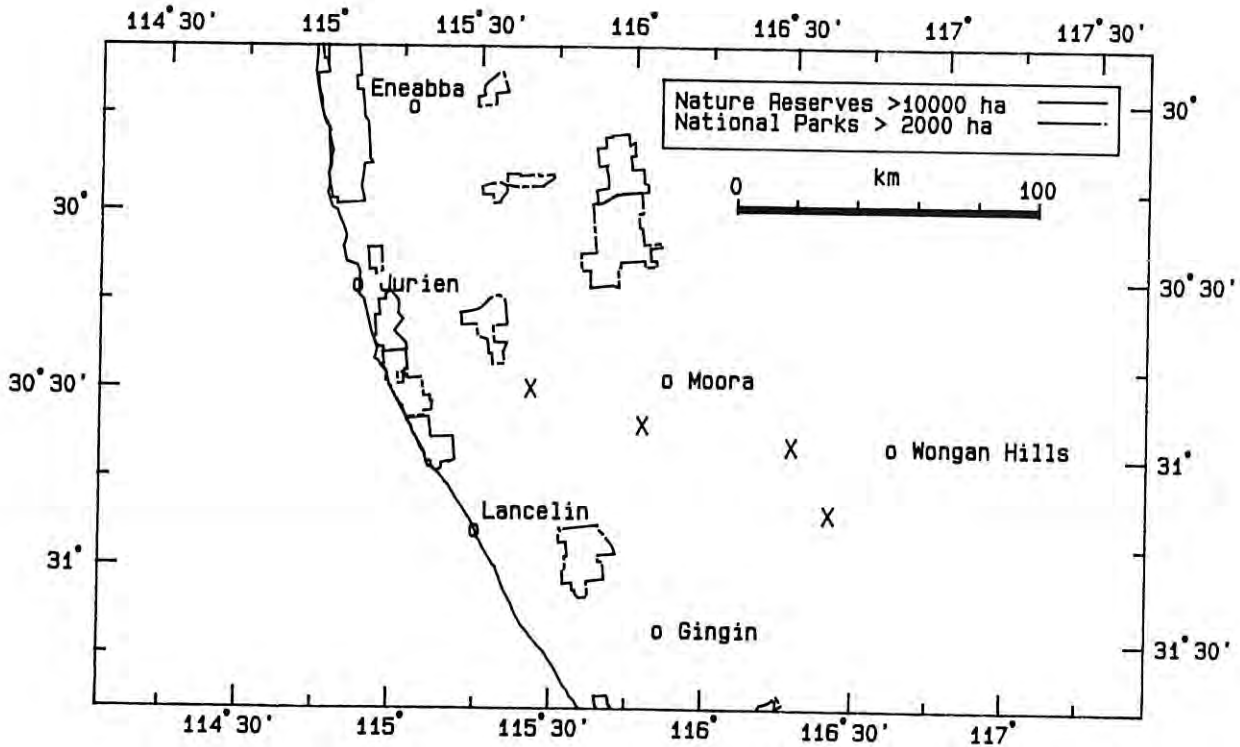 114°30' 115° 115°30' 116° 116°30' 117° 117°30'
Eneabba
Nature Reserves >10000 ha
National Parks > 2000 ha
30°
0 km 100
30°
Jurien
30°30'
30°30'
Moora
X
X
X
Wongan Hills
31°
X
Lancelin
31°
Gingin
31°30'
114°30' 115° 115°30' 116° 116°30' 117°